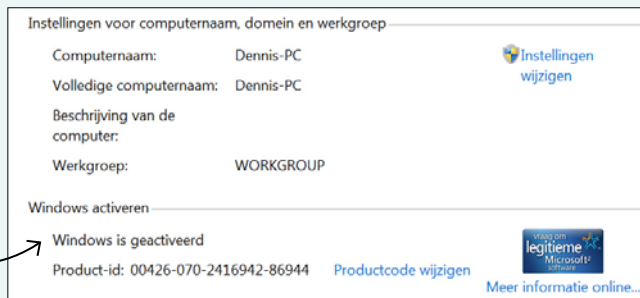 Instellingen voor computernaam, domein en werkgroep
Computernaam: Dennis-PC
Instellingen
wijzigen
Volledige computernaam: Dennis-PC
Beschrijving van de
computer:
Werkgroep: WORKGROUP
Windows activeren
Windows is geactiveerd
Product-id: 00426-070-2416942-86944 Productcode wijzigen
vraag om
legitieme
Microsoft®
software
Meer informatie online...